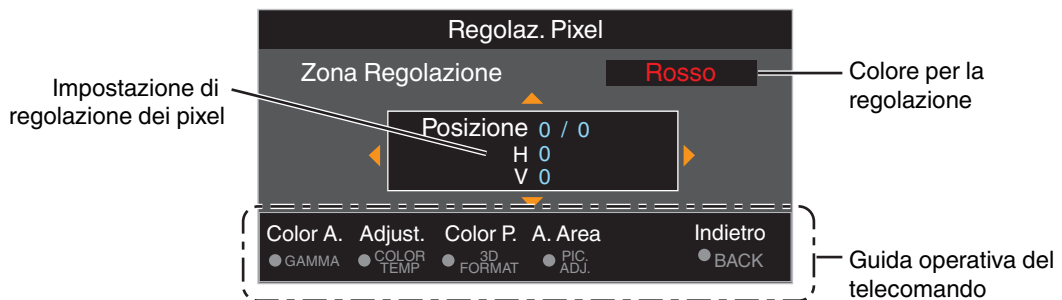 Regolaz. Pixel
Zona Regolazione Rosso
Colore per la
regolazione
Impostazione di
regolazione dei pixel
Posizione 0 / 0
H 0
V 0
Color A. Adjust. Color P. A. Area Indietro
GAMMA COLOR TEMP 3D FORMAT PIC. ADJ. BACK
Guida operativa del
telecomando